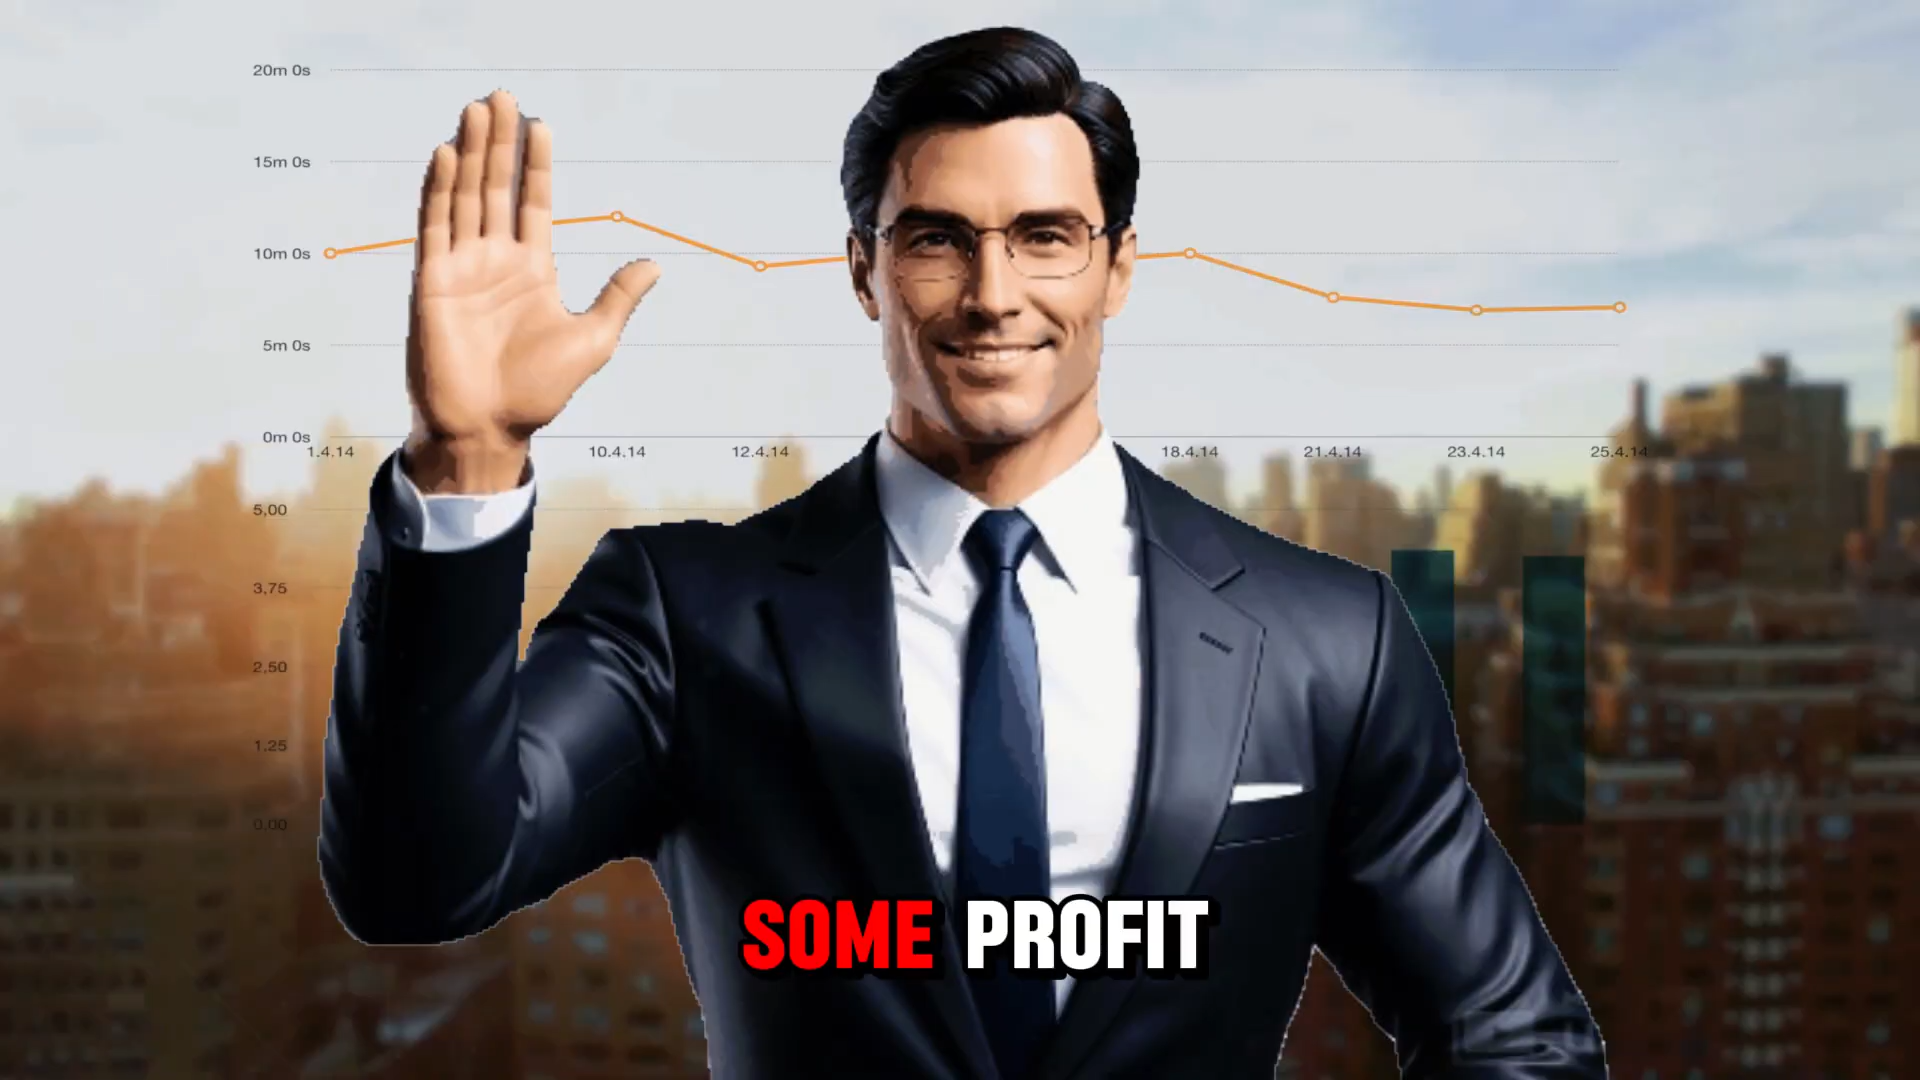 20m 0s
15m 0s
10m 0s
5m 0s
0m 0s
1.4.14 10.4.14 12.4.14 18.4.14 21.4.14 23.4.14 25.4.14
5,00
3,75
2,50
1,25
0,00
SOME PROFIT